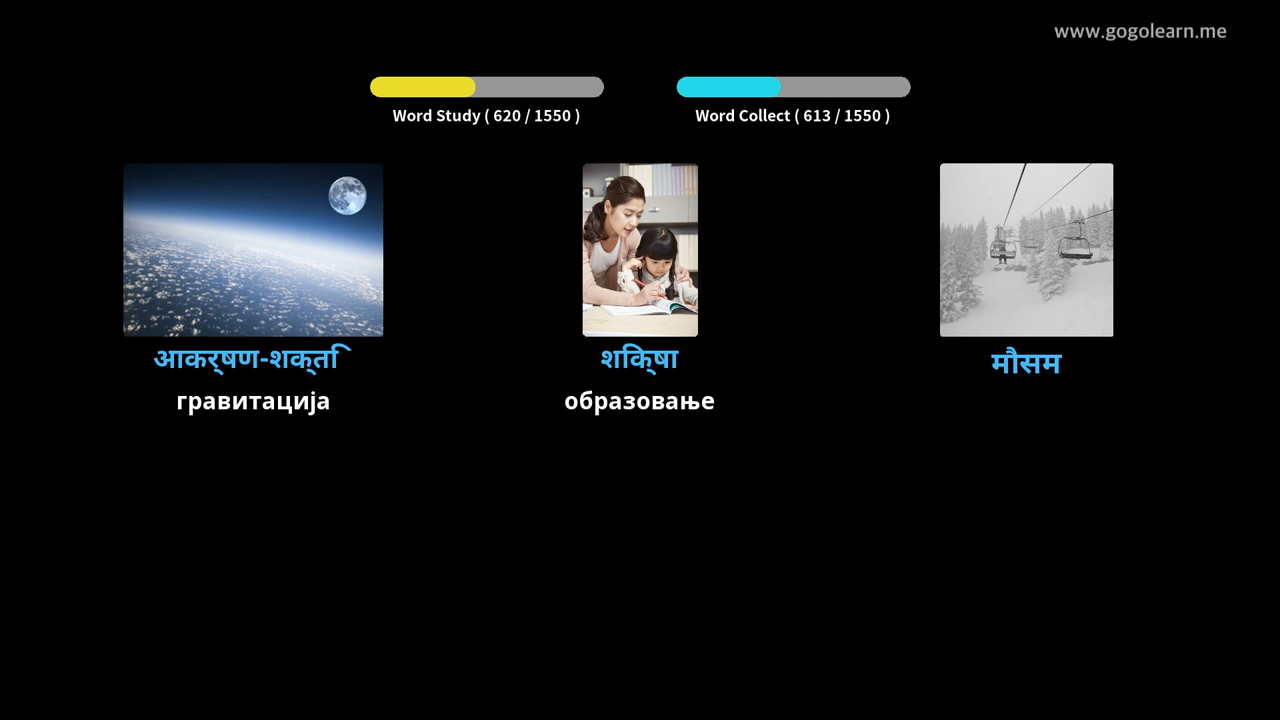 www.gogolearn.me
Word Study ( 620 / 1550 )
Word Collect ( 613 / 1550 )
आकर्षण-शक्ति
гравитација
शिक्षा
образовање
मौसम